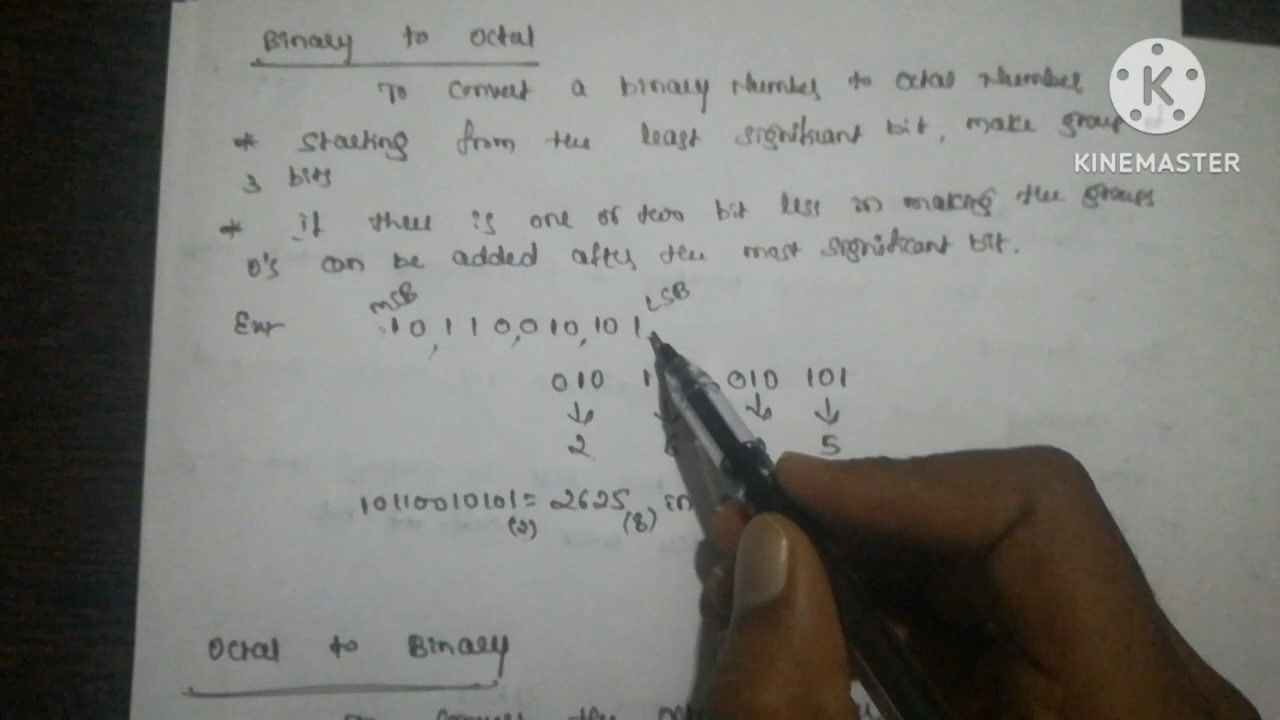 Binary to Octal
To convert a binary number to octal number
* Starting from the least significant bit, make group
3 bits
* if there is one or two bit less in making the groups
0's can be added after the most significant bit.
MSB LSB
Ex:- 10,110,010,101,
010 1 010 101
↓ ↓ ↓
2 5
10110010101(2) = 2625(8) in
Octal to Binary
K
KINEMASTER